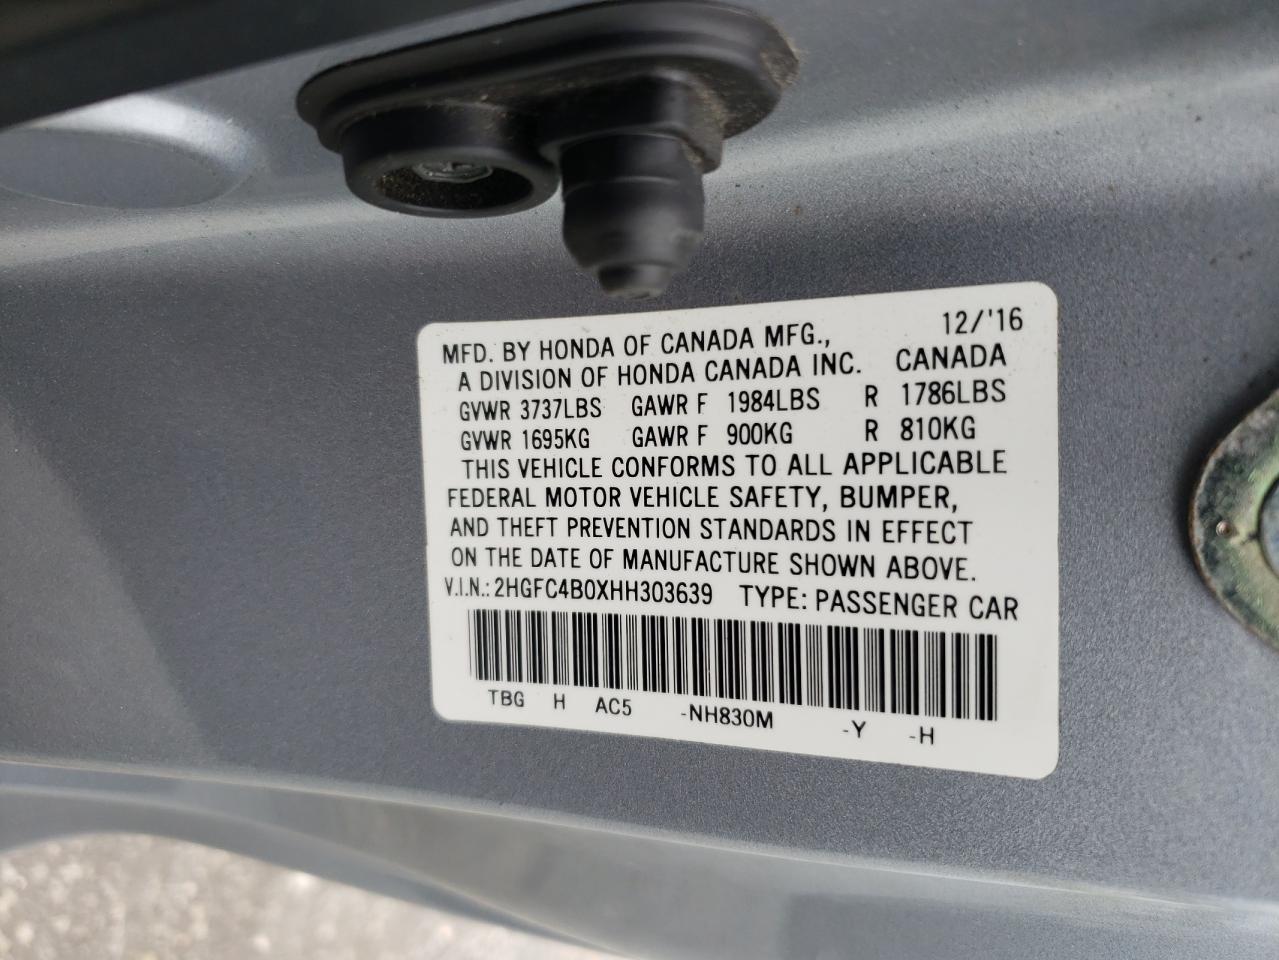 MFD. BY HONDA OF CANADA MFG., 12/'16
A DIVISION OF HONDA CANADA INC. CANADA
GVWR 3737LBS GAWR F 1984LBS R 1786LBS
GVWR 1695KG GAWR F 900KG R 810KG
THIS VEHICLE CONFORMS TO ALL APPLICABLE
FEDERAL MOTOR VEHICLE SAFETY, BUMPER,
AND THEFT PREVENTION STANDARDS IN EFFECT
ON THE DATE OF MANUFACTURE SHOWN ABOVE.
V.I.N.: 2HGFC4B0XHH303639 TYPE: PASSENGER CAR
TBG H AC5 -NH830M -Y -H